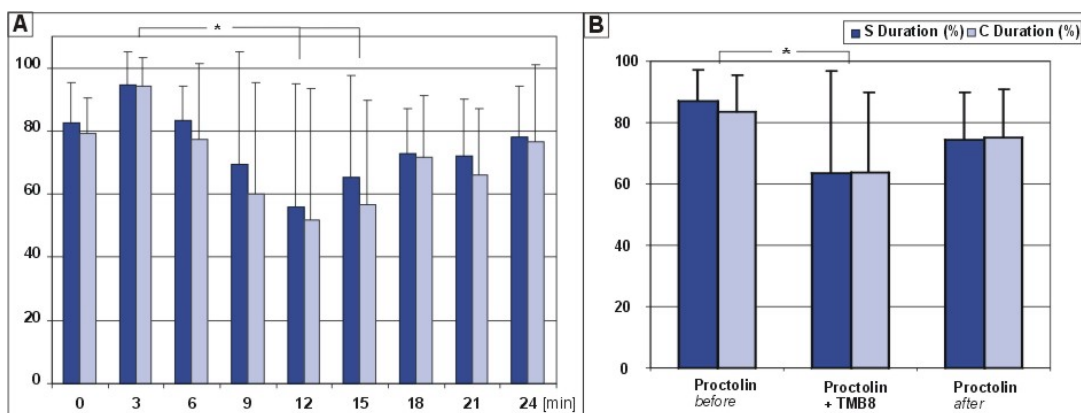 A
*
100
80
60
40
20
0
0 3 6 9 12 15 18 21 24 [min]
B
S Duration (%) C Duration (%)
*
100
80
60
40
20
0
Proctolin before
Proctolin + TMB8
Proctolin after